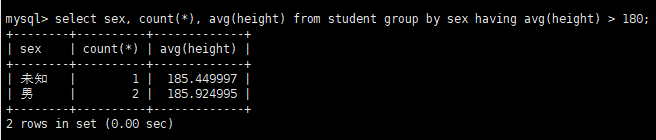 mysql> select sex, count(*), avg(height) from student group by sex having avg(height) > 180;
+--------+----------+-------------+
| sex    | count(*) | avg(height) |
+--------+----------+-------------+
| 未知   |        1 |  185.449997 |
| 男     |        2 |  185.924995 |
+--------+----------+-------------+
2 rows in set (0.00 sec)